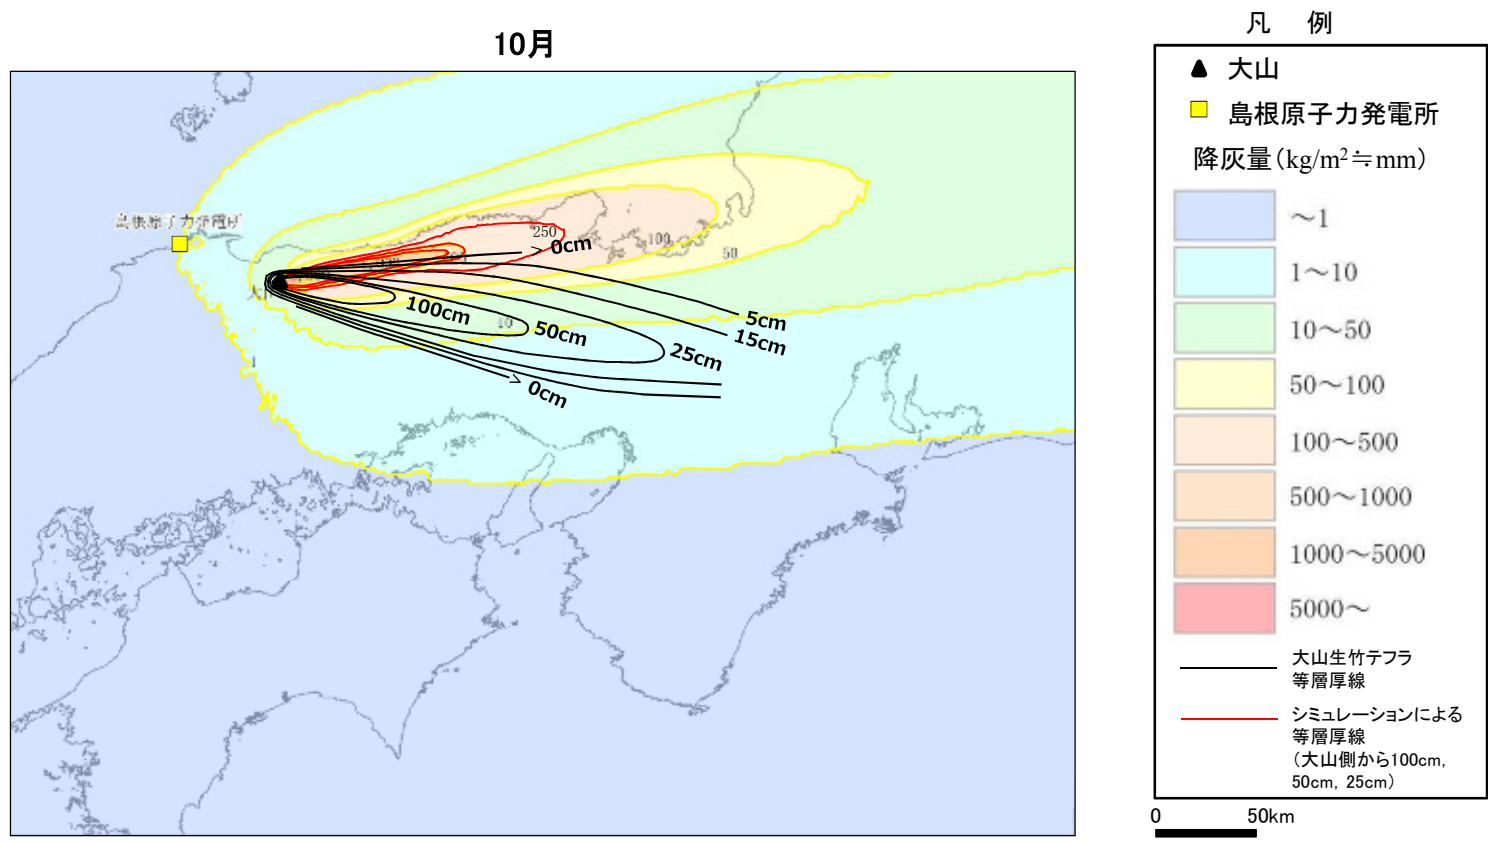 10月
島根原子力発電所
250
＞ 0cm
100
50
100cm
10
50cm
5cm
15cm
25cm
＞ 0cm
1
凡 例
大山
島根原子力発電所
降灰量（kg/m²≒mm）
～1
1～10
10～50
50～100
100～500
500～1000
1000～5000
5000～
大山生竹テフラ
等層厚線
シミュレーションによる
等層厚線
（大山側から100cm，
50cm，25cm）
0 50km